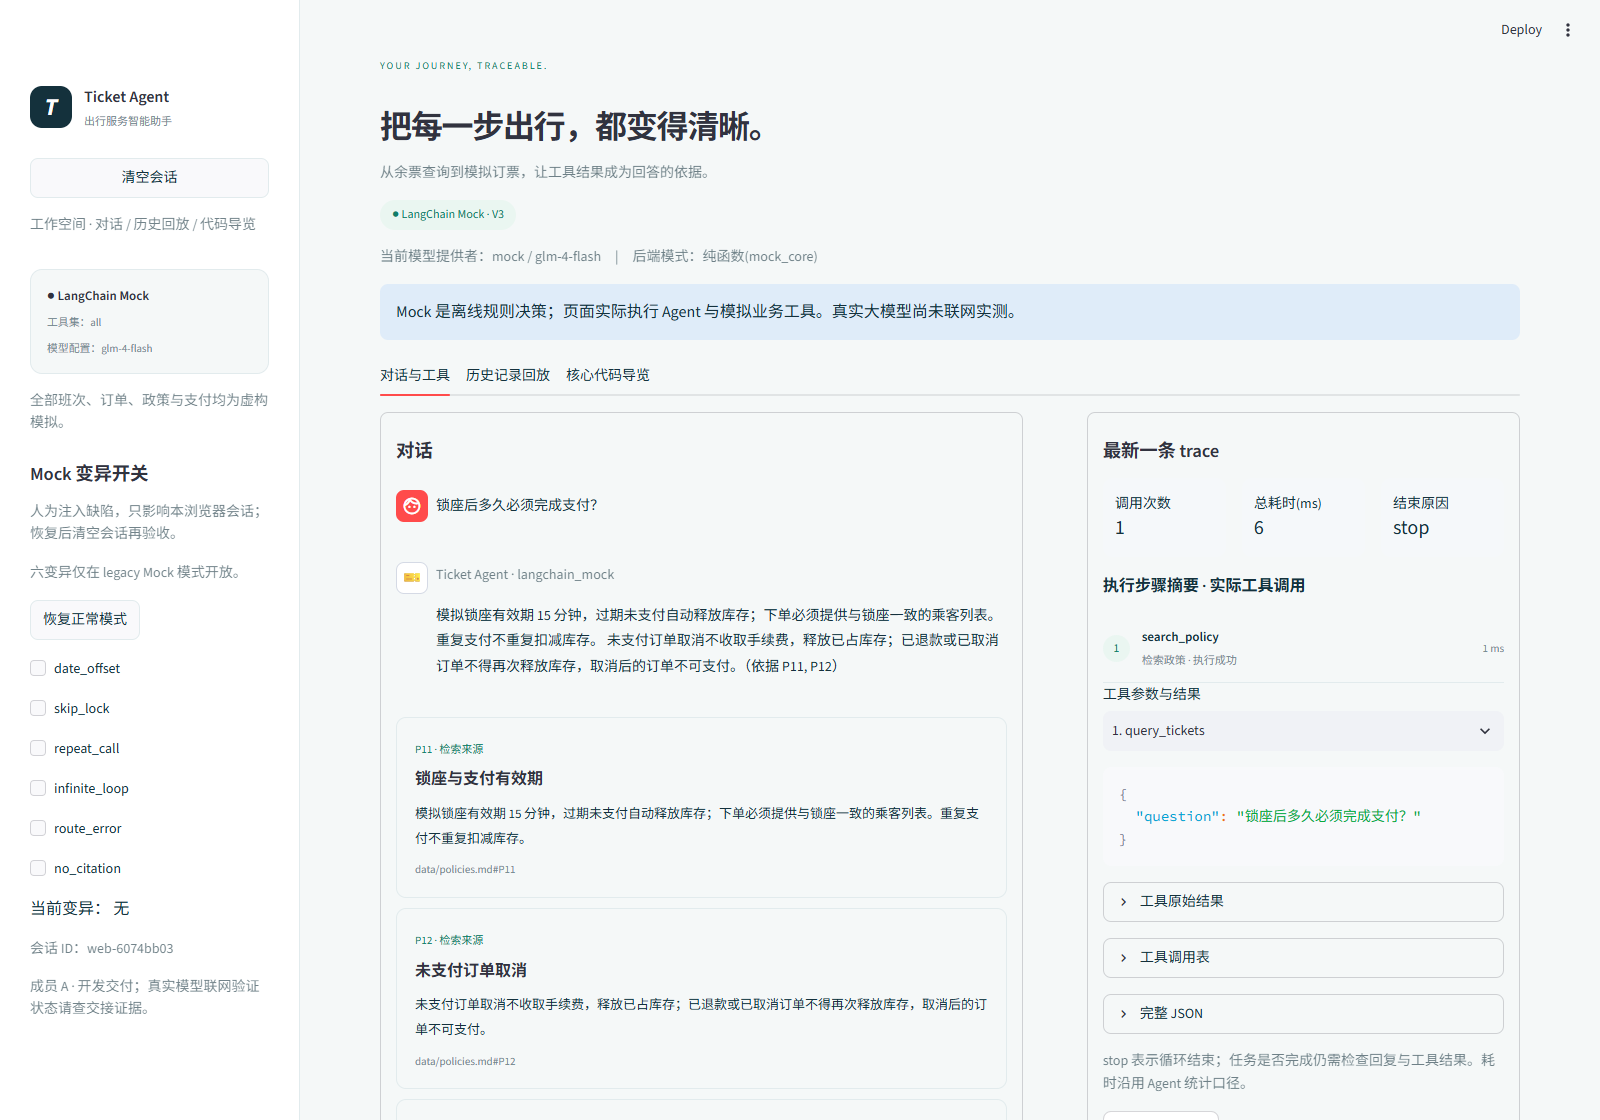 T
Ticket Agent
出行服务智能助手
清空会话
工作空间 · 对话 / 历史回放 / 代码导览
● LangChain Mock
工具集：all
模型配置：glm-4-flash
全部班次、订单、政策与支付均为虚构
模拟。
Mock 变异开关
人为注入缺陷，只影响本浏览器会话；
恢复后清空会话再验收。
六变异仅在 legacy Mock 模式开放。
恢复正常模式
date_offset
skip_lock
repeat_call
infinite_loop
route_error
no_citation
当前变异： 无
会话 ID：web-6074bb03
成员 A · 开发交付；真实模型联网验证
状态请查交接证据。
Deploy
YOUR JOURNEY, TRACEABLE.
把每一步出行，都变得清晰。
从余票查询到模拟订票，让工具结果成为回答的依据。
● LangChain Mock · V3
当前模型提供者：mock / glm-4-flash ｜ 后端模式：纯函数(mock_core)
Mock 是离线规则决策；页面实际执行 Agent 与模拟业务工具。真实大模型尚未联网实测。
对话与工具 历史记录回放 核心代码导览
对话
锁座后多久必须完成支付？
Ticket Agent · langchain_mock
模拟锁座有效期 15 分钟，过期未支付自动释放库存；下单必须提供与锁座一致的乘客列表。
重复支付不重复扣减库存。 未支付订单取消不收取手续费，释放已占库存；已退款或已取消
订单不得再次释放库存，取消后的订单不可支付。（依据 P11, P12）
P11 · 检索来源
锁座与支付有效期
模拟锁座有效期 15 分钟，过期未支付自动释放库存；下单必须提供与锁座一致的乘客列表。重复支
付不重复扣减库存。
data/policies.md#P11
P12 · 检索来源
未支付订单取消
未支付订单取消不收取手续费，释放已占库存；已退款或已取消订单不得再次释放库存，取消后的订
单不可支付。
data/policies.md#P12
最新一条 trace
调用次数 总耗时(ms) 结束原因
1 6 stop
执行步骤摘要 · 实际工具调用
1 search_policy 1 ms
检索政策 · 执行成功
工具参数与结果
1. query_tickets
{
"question": "锁座后多久必须完成支付？"
}
工具原始结果
工具调用表
完整 JSON
stop 表示循环结束；任务是否完成仍需检查回复与工具结果。耗
时沿用 Agent 统计口径。